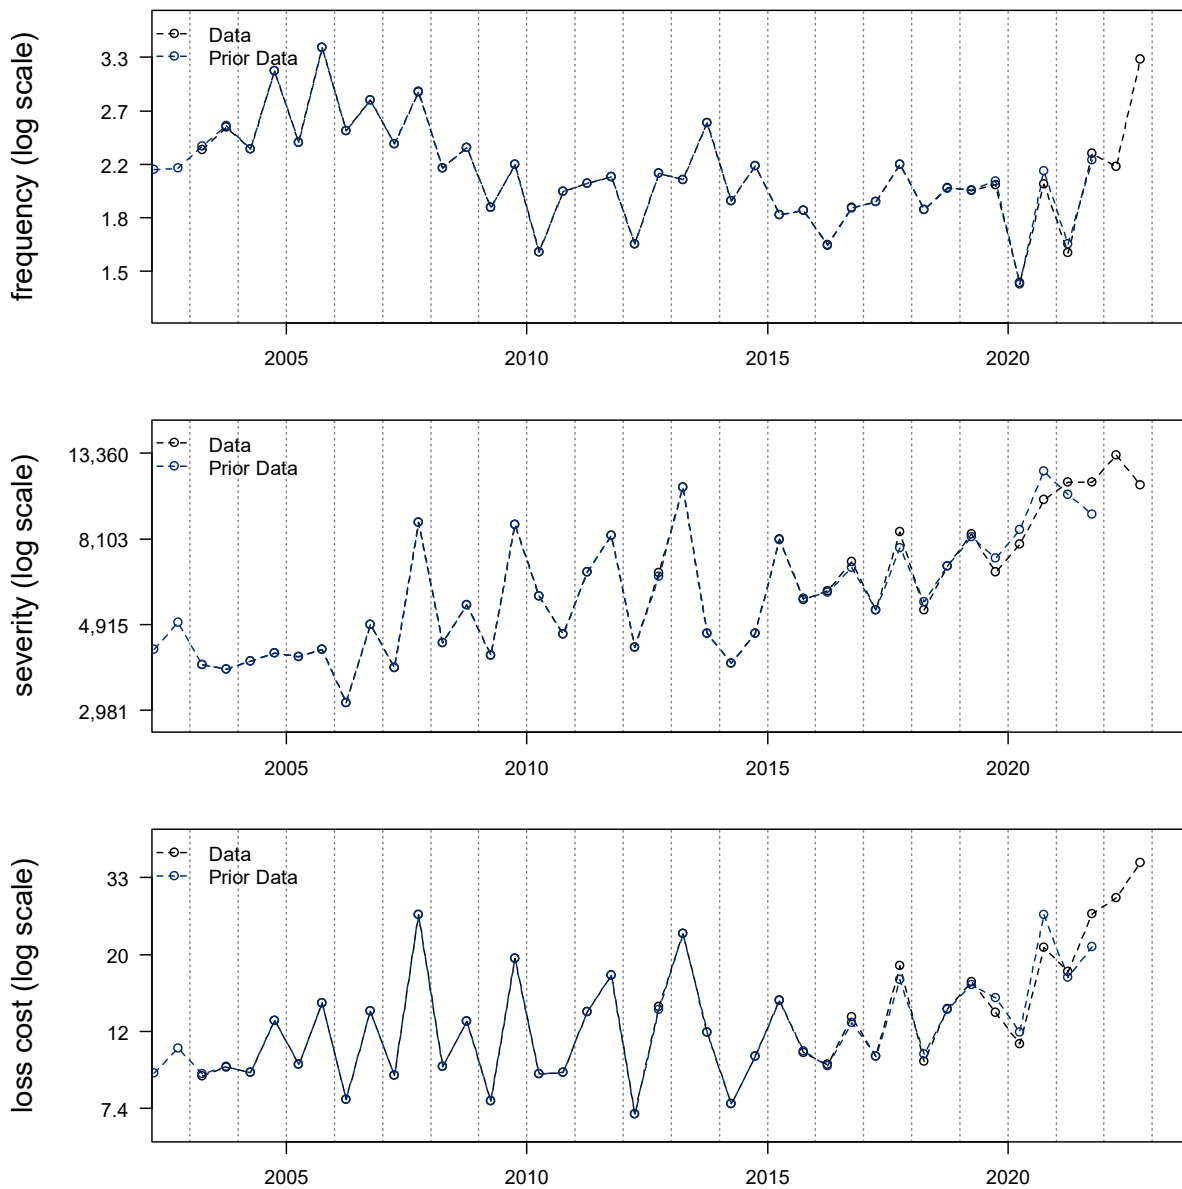 frequency (log scale)
Data
Prior Data
3.3
2.7
2.2
1.8
1.5
2005 2010 2015 2020
severity (log scale)
Data
Prior Data
13,360
8,103
4,915
2,981
2005 2010 2015 2020
loss cost (log scale)
Data
Prior Data
33
20
12
7.4
2005 2010 2015 2020